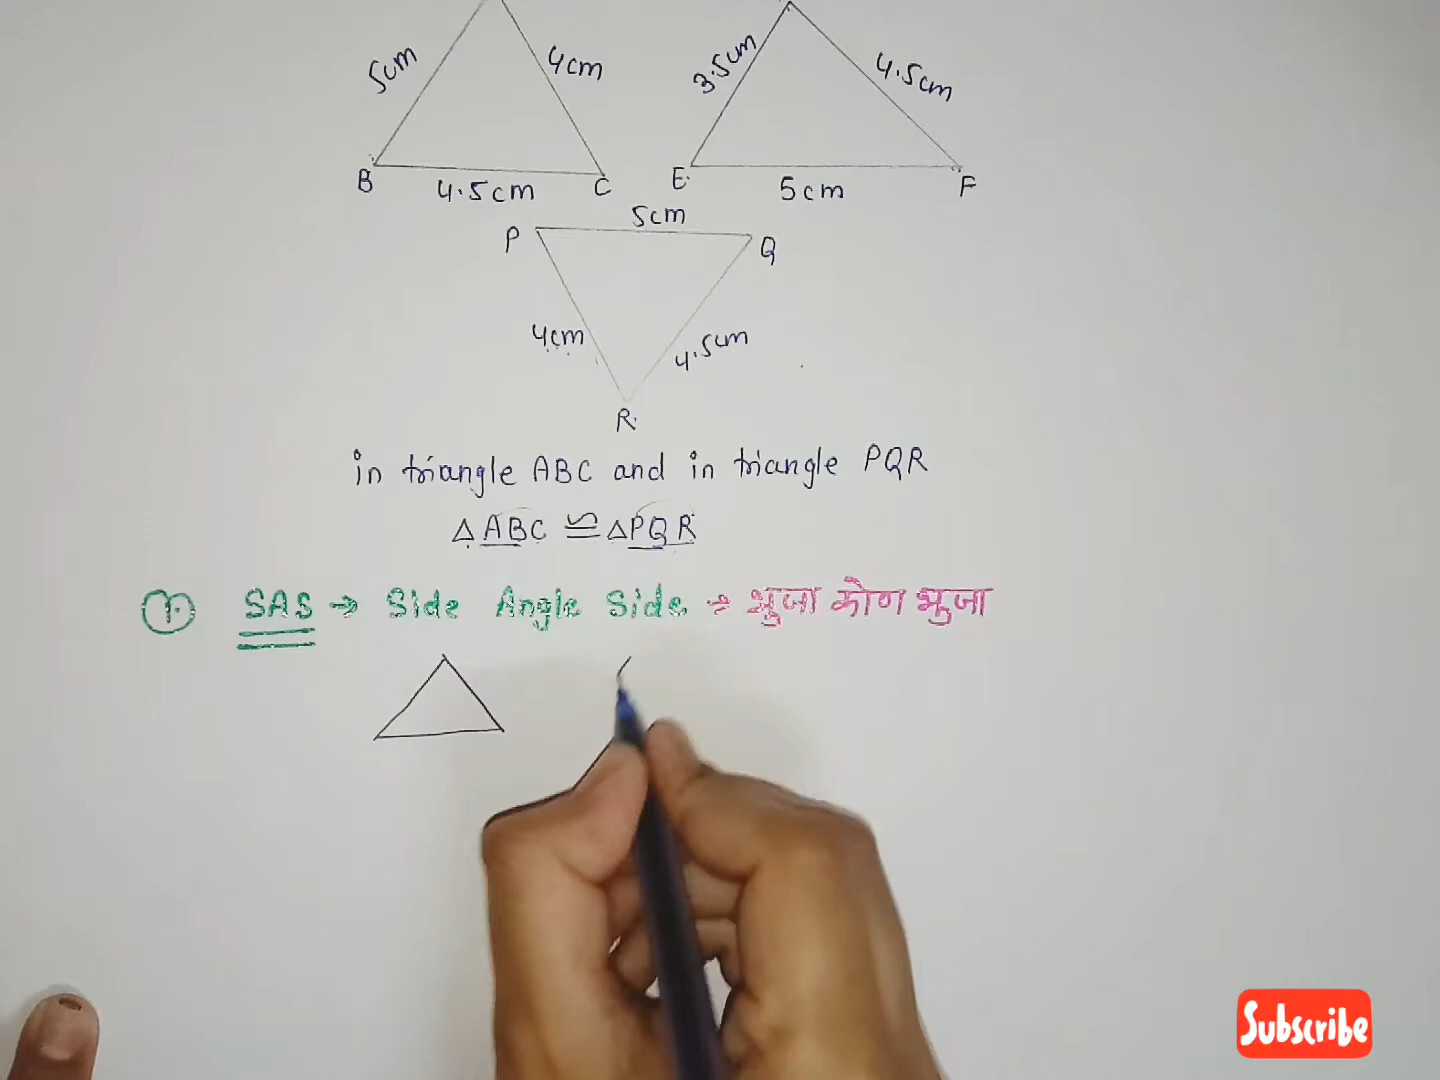 5cm 4cm 3.5cm 4.5cm
B 4.5cm C E 5cm F
P 5cm Q
4cm 4.5cm
R
in triangle ABC and in triangle PQR
△ABC ≌ △PQR
1. SAS → Side Angle Side → भुजा कोण भुजा
Subscribe